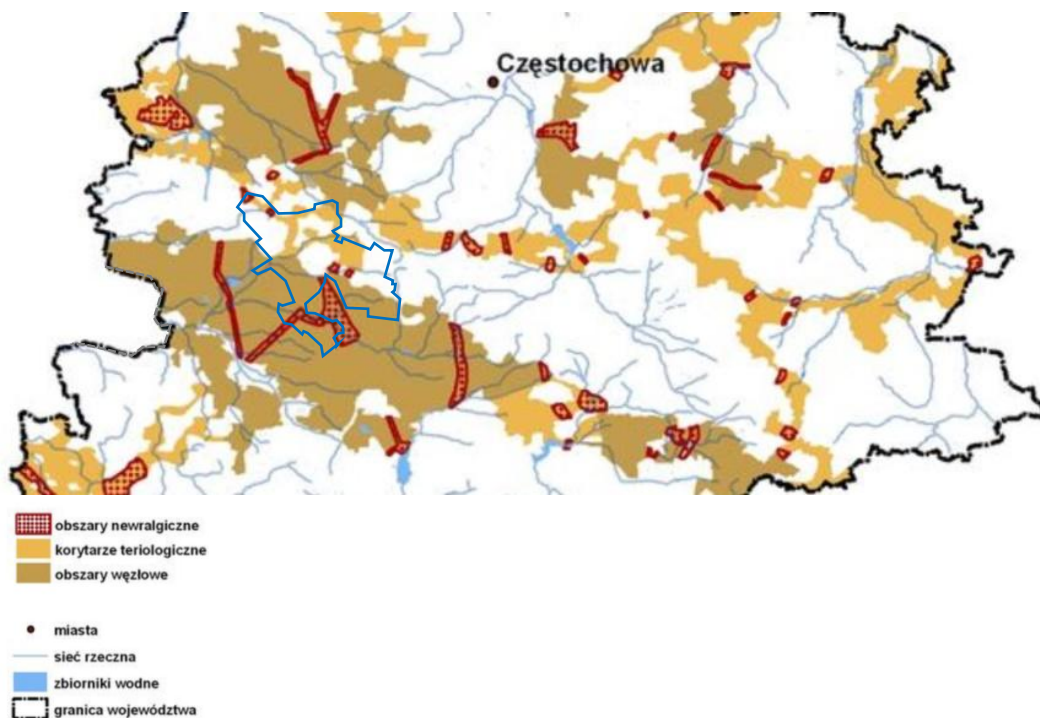 Częstochowa
obszary newralgiczne
korytarze teriologiczne
obszary węzłowe
miasta
sieć rzeczna
zbiorniki wodne
granica województwa